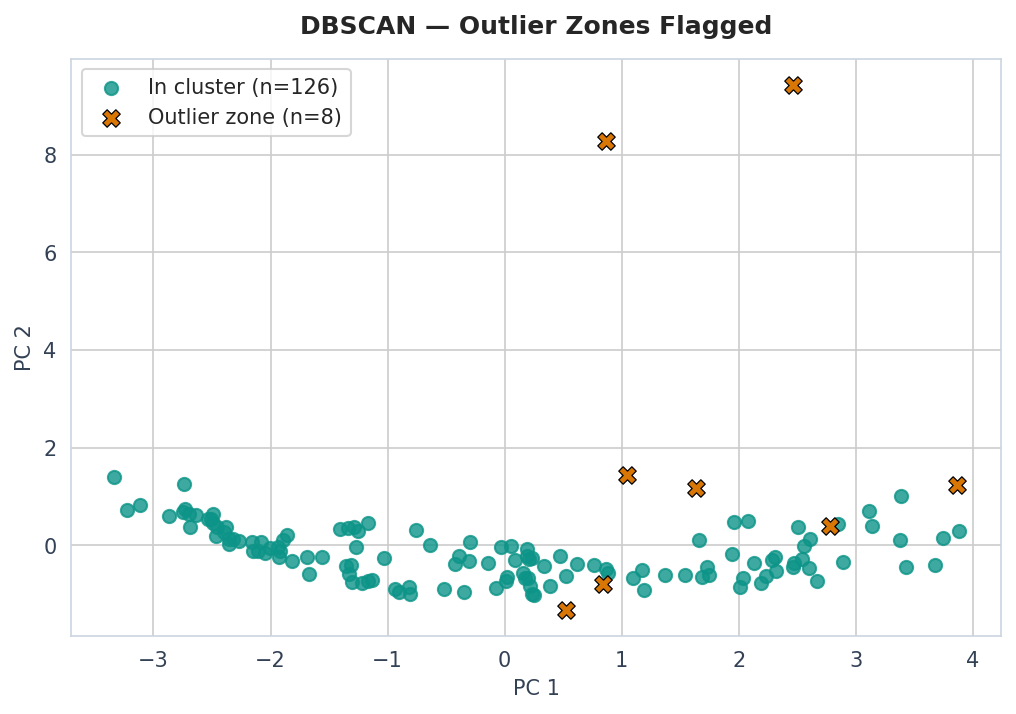 DBSCAN — Outlier Zones Flagged
In cluster (n=126)
Outlier zone (n=8)
8
6
4
2
0
PC 2
−3 −2 −1 0 1 2 3 4
PC 1